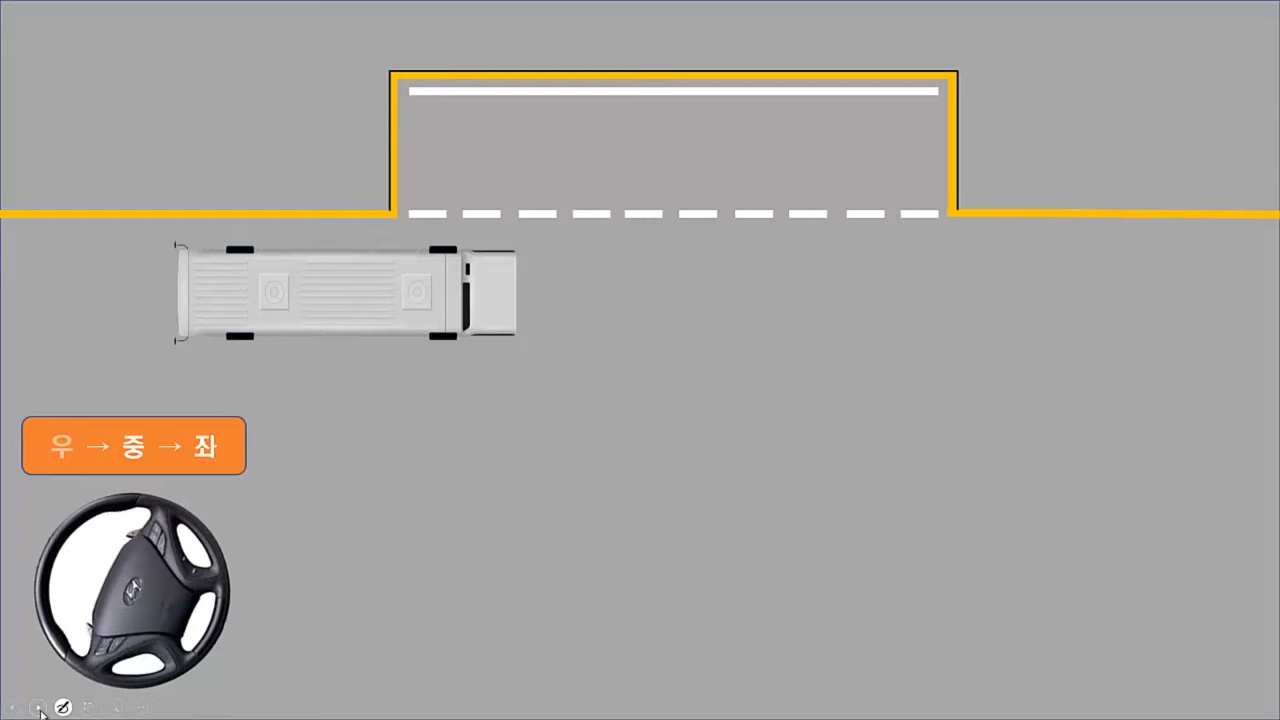 우 → 중 → 좌